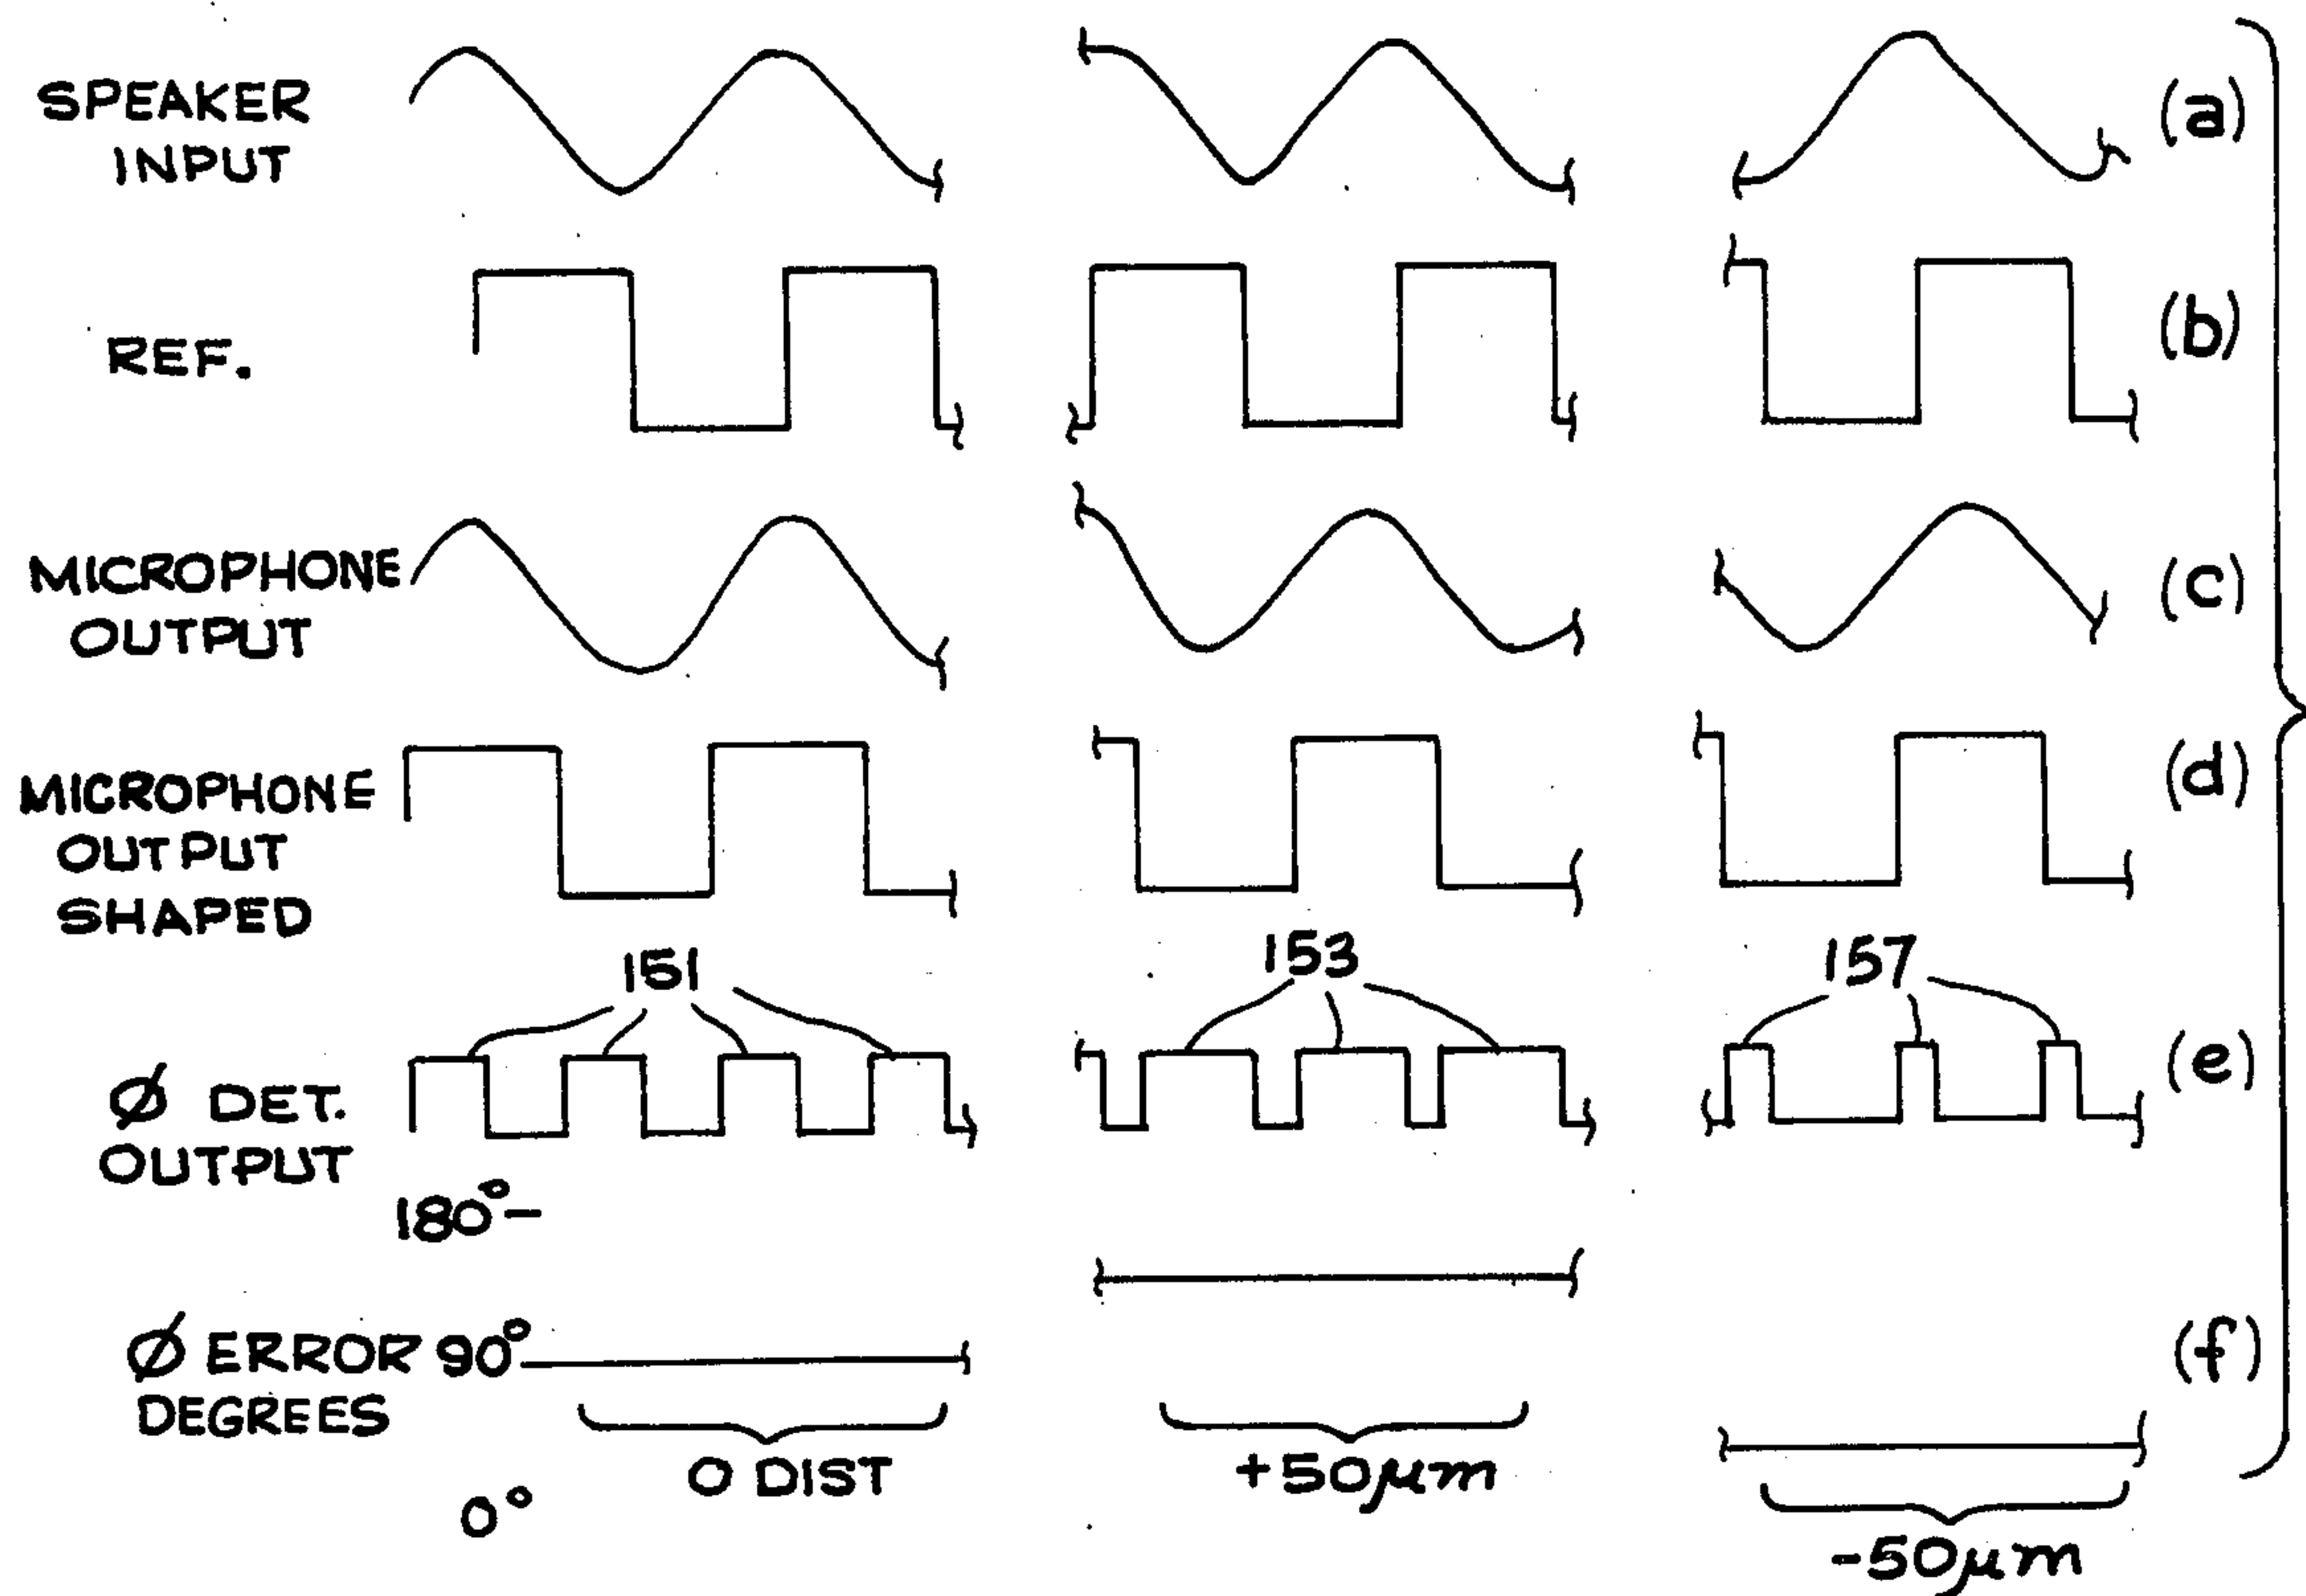 SPEAKER
INPUT
(a)
REF.
(b)
MICROPHONE
OUTPUT
(c)
MICROPHONE
OUTPUT
SHAPED
(d)
151
153
157
Ø DET.
OUTPUT
(e)
180°
Ø ERROR 90°
DEGREES
(f)
0°
0 DIST
+50μm
-50μm